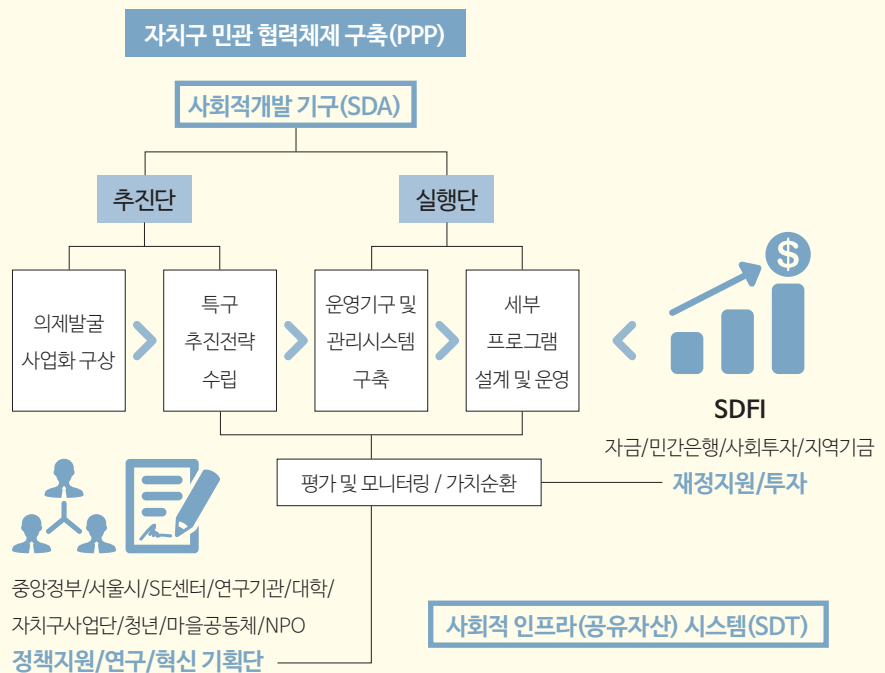 자치구 민관 협력체제 구축(PPP)
사회적개발 기구(SDA)
추진단
실행단
의제발굴
사업화 구상
특구
추진전략
수립
운영기구 및
관리시스템
구축
세부
프로그램
설계 및 운영
$
SDFI
자금/민간은행/사회투자/지역기금
재정지원/투자
평가 및 모니터링 / 가치순환
중앙정부/서울시/SE센터/연구기관/대학/
자치구사업단/청년/마을공동체/NPO
정책지원/연구/혁신 기획단
사회적 인프라(공유자산) 시스템(SDT)